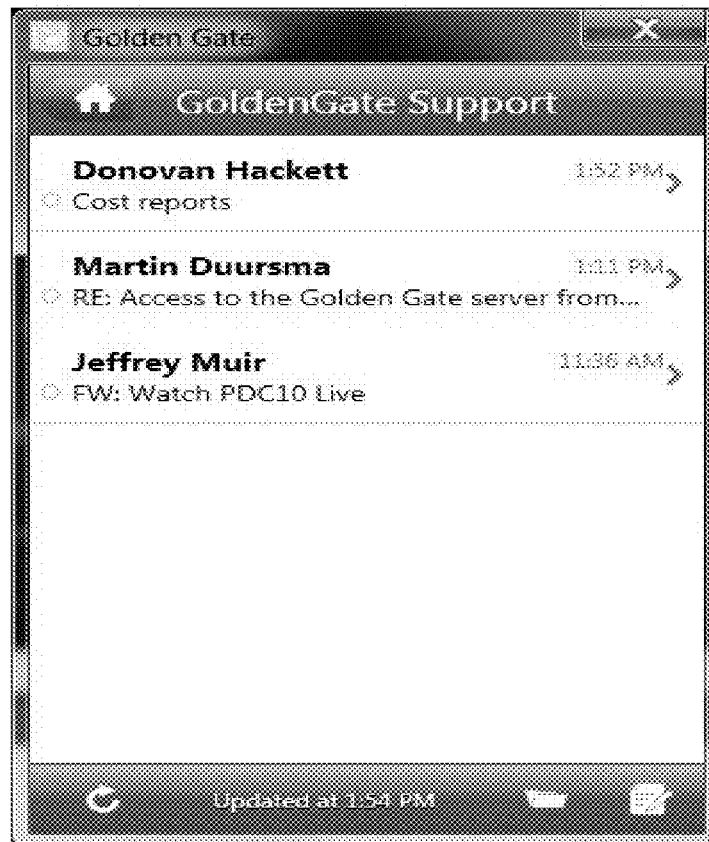 Golden Gate
X
GoldenGate Support
Donovan Hackett
1:52 PM
Cost reports
Martin Duursma
1:11 PM
RE: Access to the Golden Gate server from...
Jeffrey Muir
11:36 AM
FW: Watch PDC10 Live
Updated at 1:54 PM